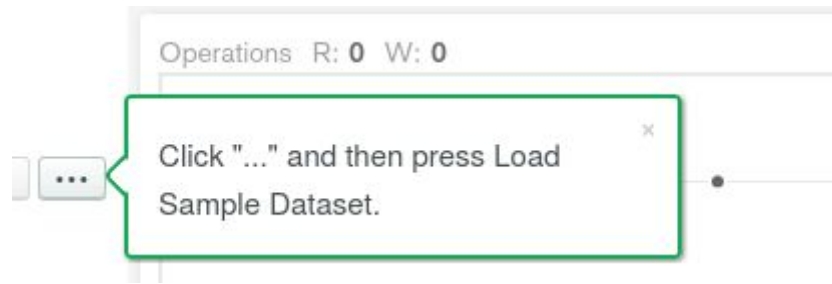 Operations R: 0 W: 0
...
×
Click "..." and then press Load
Sample Dataset.